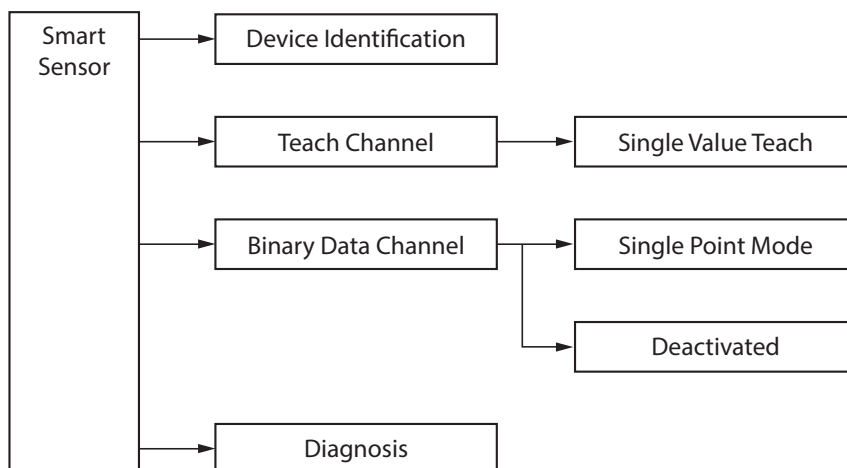 Smart
Sensor
Device Identification
Teach Channel
Single Value Teach
Binary Data Channel
Single Point Mode
Deactivated
Diagnosis